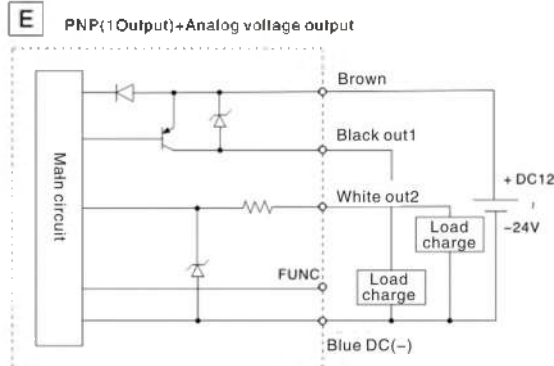 E
PNP(1Output)+Analog vollage output
Brown
Black out1
Main circuit
White out2
+ DC12
~
-24V
Load
charge
FUNC
Load
charge
Blue DC(-)